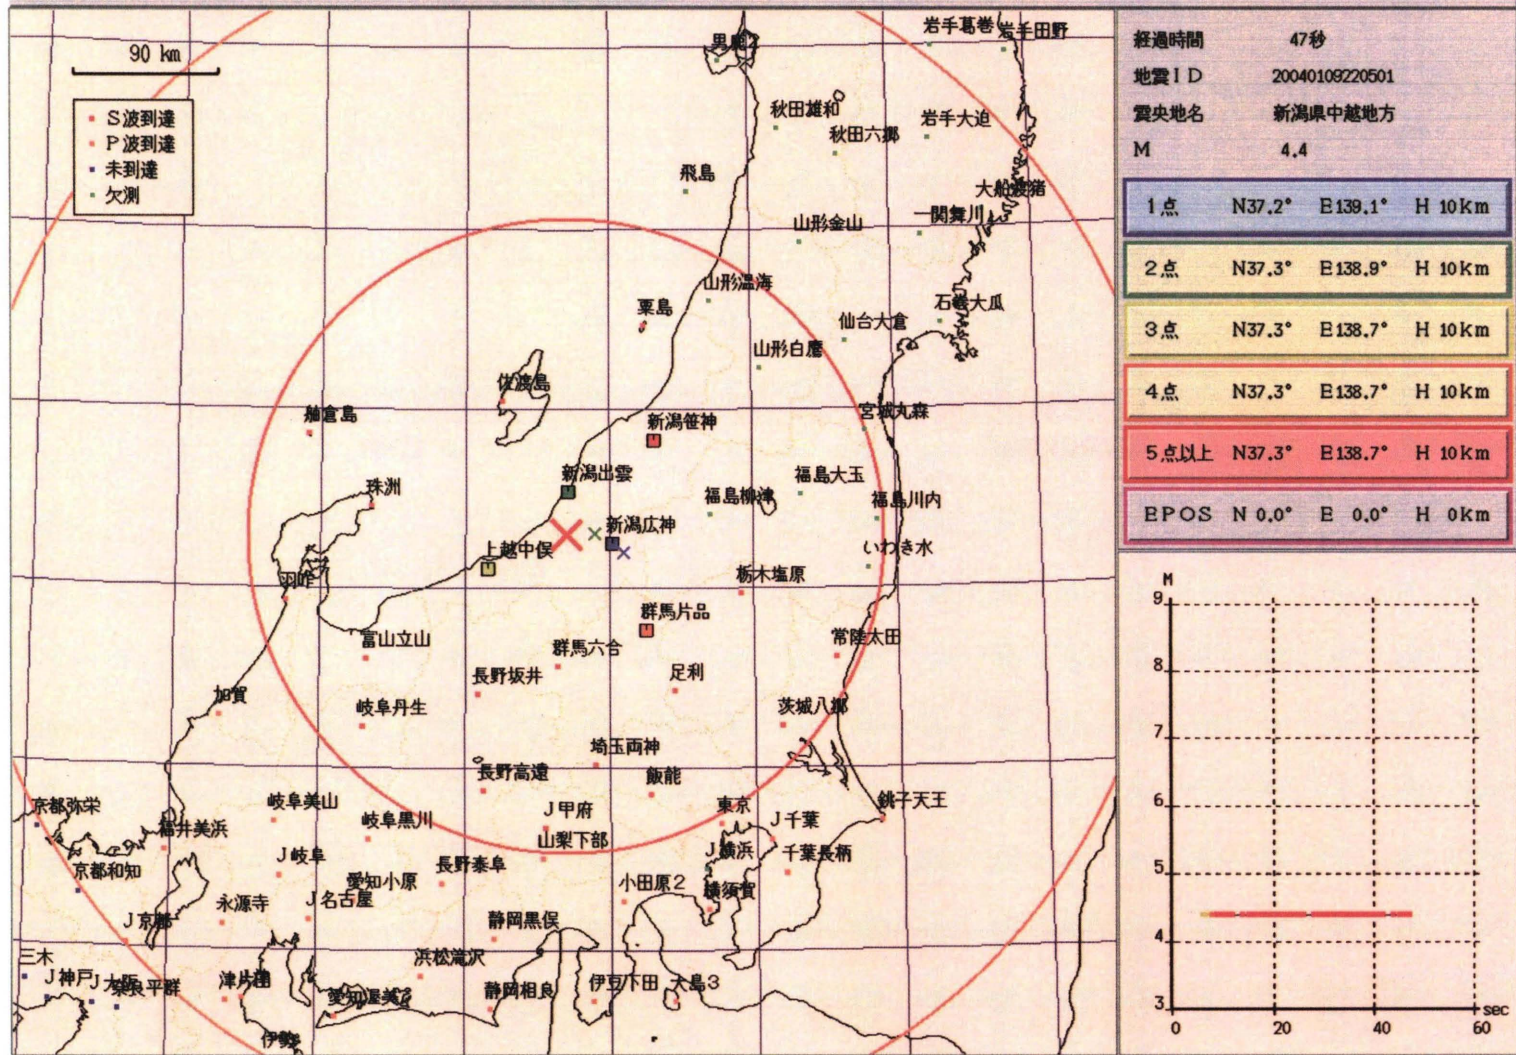 90 km
S波到達
P波到達
未到達
欠測
男鹿2
岩手葛巻
岩手田野
秋田雄和
秋田六郷
岩手大迫
飛島
大船渡猪
山形金山
一関舞川
山形温海
石巻大瓜
粟島
仙台大倉
山形白鷹
佐渡島
宮城丸森
舳倉島
新潟笹神
新潟出雲
福島大玉
珠洲
福島柳津
福島川内
新潟広神
上越中俣
いわき水
羽咋
栃木塩原
群馬片品
富山立山
群馬六合
常陸太田
長野坂井
足利
加賀
岐阜丹生
茨城八郷
埼玉両神
長野高遠
飯能
京都弥栄
岐阜美山
J甲府
東京
銚子天王
福井美浜
岐阜黒川
J千葉
山梨下部
J横浜
千葉長柄
京都和知
J岐阜
長野泰阜
愛知小原
小田原2
横須賀
永源寺
J名古屋
J京都
静岡黒俣
三木
浜松滝沢
J神戸
J大阪
奈良平群
静岡相良
伊豆下田
大島3
伊勢
経過時間 47秒
地震ID 20040109220501
震央地名 新潟県中越地方
M 4.4
1点 N37.2° E139.1° H 10km
2点 N37.3° E138.9° H 10km
3点 N37.3° E138.7° H 10km
4点 N37.3° E138.7° H 10km
5点以上 N37.3° E138.7° H 10km
EPOS N 0.0° E 0.0° H 0km
M
9
8
7
6
5
4
3
0 20 40 60
sec